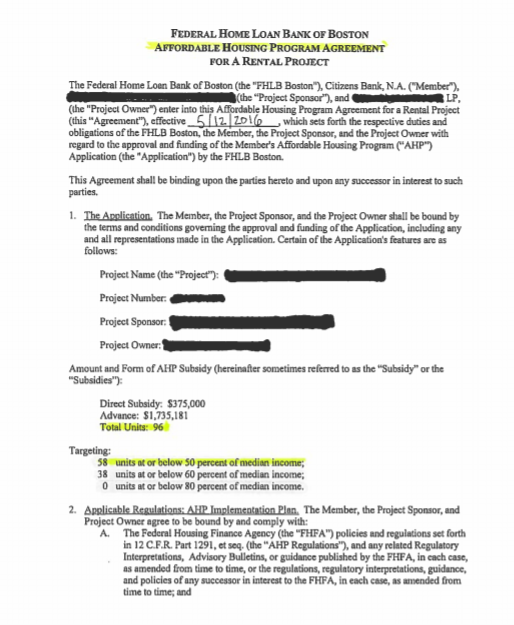 FEDERAL HOME LOAN BANK OF BOSTON
AFFORDABLE HOUSING PROGRAM AGREEMENT
FOR A RENTAL PROJECT
The Federal Home Loan Bank of Boston (the "FHLB Boston"), Citizens Bank, N.A. ("Member"),
(the "Project Sponsor"), and LP,
(the "Project Owner") enter into this Affordable Housing Program Agreement for a Rental Project
(this "Agreement"), effective 5/12/2016, which sets forth the respective duties and
obligations of the FHLB Boston, the Member, the Project Sponsor, and the Project Owner with
regard to the approval and funding of the Member's Affordable Housing Program ("AHP")
Application (the "Application") by the FHLB Boston.
This Agreement shall be binding upon the parties hereto and upon any successor in interest to such
parties.
1. The Application. The Member, the Project Sponsor, and the Project Owner shall be bound by
the terms and conditions governing the approval and funding of the Application, including any
and all representations made in the Application. Certain of the Application's features are as
follows:
Project Name (the "Project"):
Project Number:
Project Sponsor:
Project Owner:
Amount and Form of AHP Subsidy (hereinafter sometimes referred to as the "Subsidy" or the
"Subsidies"):
Direct Subsidy: $375,000
Advance: $1,735,181
Total Units: 96
Targeting:
58 units at or below 50 percent of median income;
38 units at or below 60 percent of median income;
0 units at or below 80 percent of median income.
2. Applicable Regulations: AHP Implementation Plan. The Member, the Project Sponsor, and
Project Owner agree to be bound by and comply with:
A. The Federal Housing Finance Agency (the "FHFA") policies and regulations set forth
in 12 C.F.R. Part 1291, et seq. (the "AHP Regulations"), and any related Regulatory
Interpretations, Advisory Bulletins, or guidance published by the FHFA, in each case,
as amended from time to time, or the regulations, regulatory interpretations, guidance,
and policies of any successor in interest to the FHFA, in each case, as amended from
time to time; and